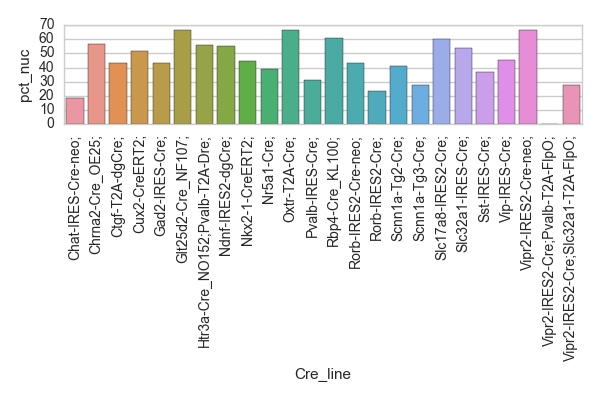 70
60
50
40
30
20
10
0
pct_nuc
Chat-IRES-Cre-neo;
Chrna2-Cre_OE25;
Ctgf-T2A-dgCre;
Cux2-CreERT2;
Gad2-IRES-Cre;
Glt25d2-Cre_NF107;
Htr3a-Cre_NO152;Pvalb-T2A-Dre;
Ndnf-IRES2-dgCre;
Nkx2-1-CreERT2;
Nr5a1-Cre;
Oxtr-T2A-Cre;
Pvalb-IRES-Cre;
Rbp4-Cre_KL100;
Rorb-IRES2-Cre-neo;
Rorb-IRES2-Cre;
Scnn1a-Tg2-Cre;
Scnn1a-Tg3-Cre;
Slc17a8-IRES2-Cre;
Slc32a1-IRES-Cre;
Sst-IRES-Cre;
Vip-IRES-Cre;
Vipr2-IRES2-Cre-neo;
Vipr2-IRES2-Cre;Pvalb-T2A-FlpO;
Vipr2-IRES2-Cre;Slc32a1-T2A-FlpO;
Cre_line